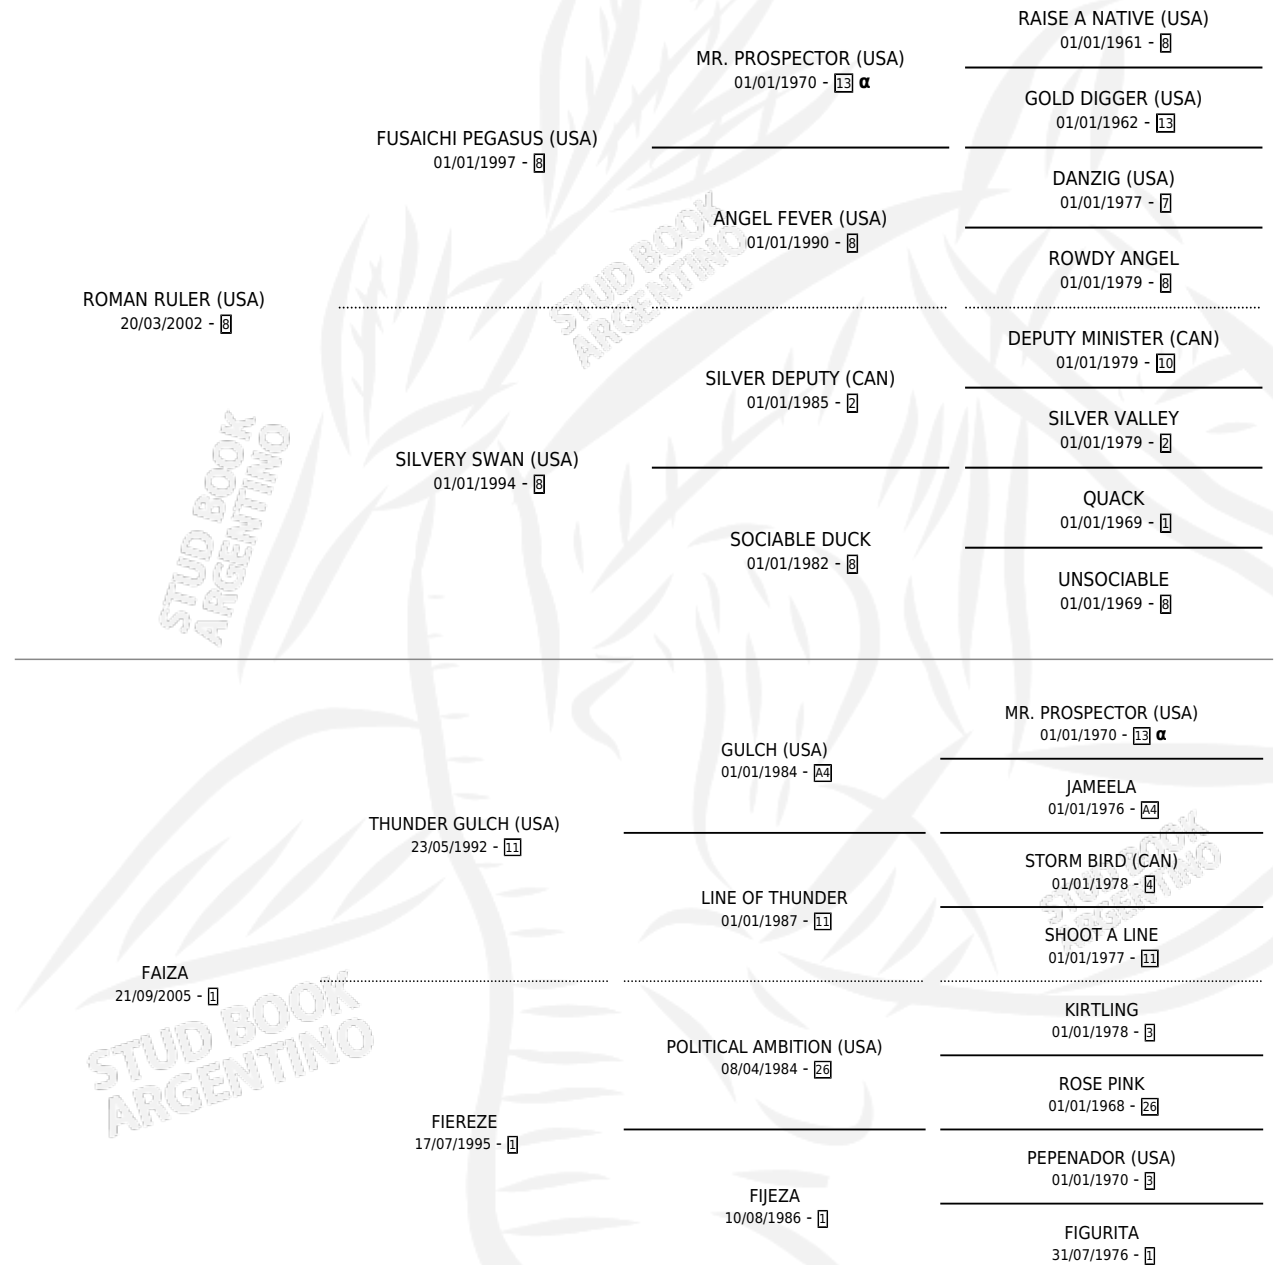 RAISE A NATIVE (USA)
01/01/1961 - 8
MR. PROSPECTOR (USA)
01/01/1970 - 13 α
GOLD DIGGER (USA)
01/01/1962 - 13
FUSAICHI PEGASUS (USA)
01/01/1997 - 8
DANZIG (USA)
01/01/1977 - 7
ANGEL FEVER (USA)
01/01/1990 - 8
ROWDY ANGEL
01/01/1979 - 8
STUD BOOK
ARGENTINO
ROMAN RULER (USA)
20/03/2002 - 8
DEPUTY MINISTER (CAN)
01/01/1979 - 10
SILVER DEPUTY (CAN)
01/01/1985 - 2
SILVER VALLEY
01/01/1979 - 2
SILVERY SWAN (USA)
01/01/1994 - 8
QUACK
01/01/1969 - 1
SOCIABLE DUCK
01/01/1982 - 8
UNSOCIABLE
01/01/1969 - 8
STUD BOOK
ARGENTINO
MR. PROSPECTOR (USA)
01/01/1970 - 13 α
GULCH (USA)
01/01/1984 - A4
JAMEELA
01/01/1976 - A4
THUNDER GULCH (USA)
23/05/1992 - 11
STORM BIRD (CAN)
01/01/1978 - 4
LINE OF THUNDER
01/01/1987 - 11
SHOOT A LINE
01/01/1977 - 11
STUD BOOK
ARGENTINO
FAIZA
21/09/2005 - 1
KIRTLING
01/01/1978 - 3
POLITICAL AMBITION (USA)
08/04/1984 - 26
ROSE PINK
01/01/1968 - 26
STUD BOOK
ARGENTINO
FIEREZE
17/07/1995 - 1
PEPENADOR (USA)
01/01/1970 - 3
FIJEZA
10/08/1986 - 1
FIGURITA
31/07/1976 - 1